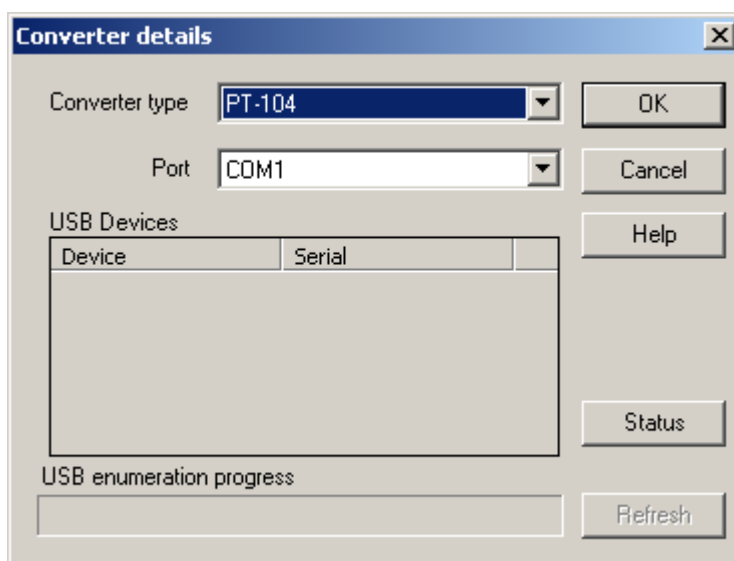 Converter details
Converter type PT-104 OK
Port COM1 Cancel
USB Devices
Help
Device Serial
Status
USB enumeration progress
Refresh